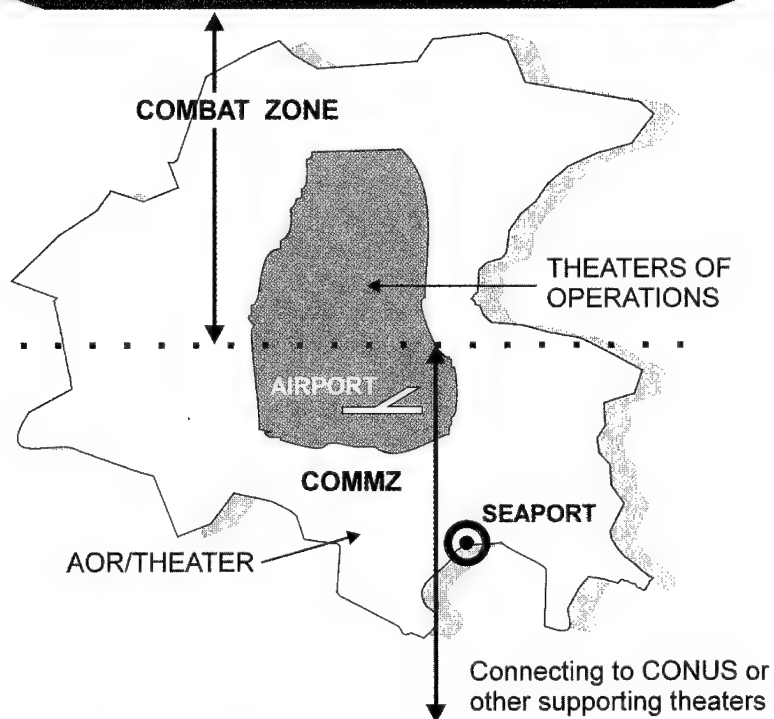 COMBAT ZONE
THEATERS OF
OPERATIONS
AIRPORT
COMMZ
SEAPORT
AOR/THEATER
Connecting to CONUS or
other supporting theaters